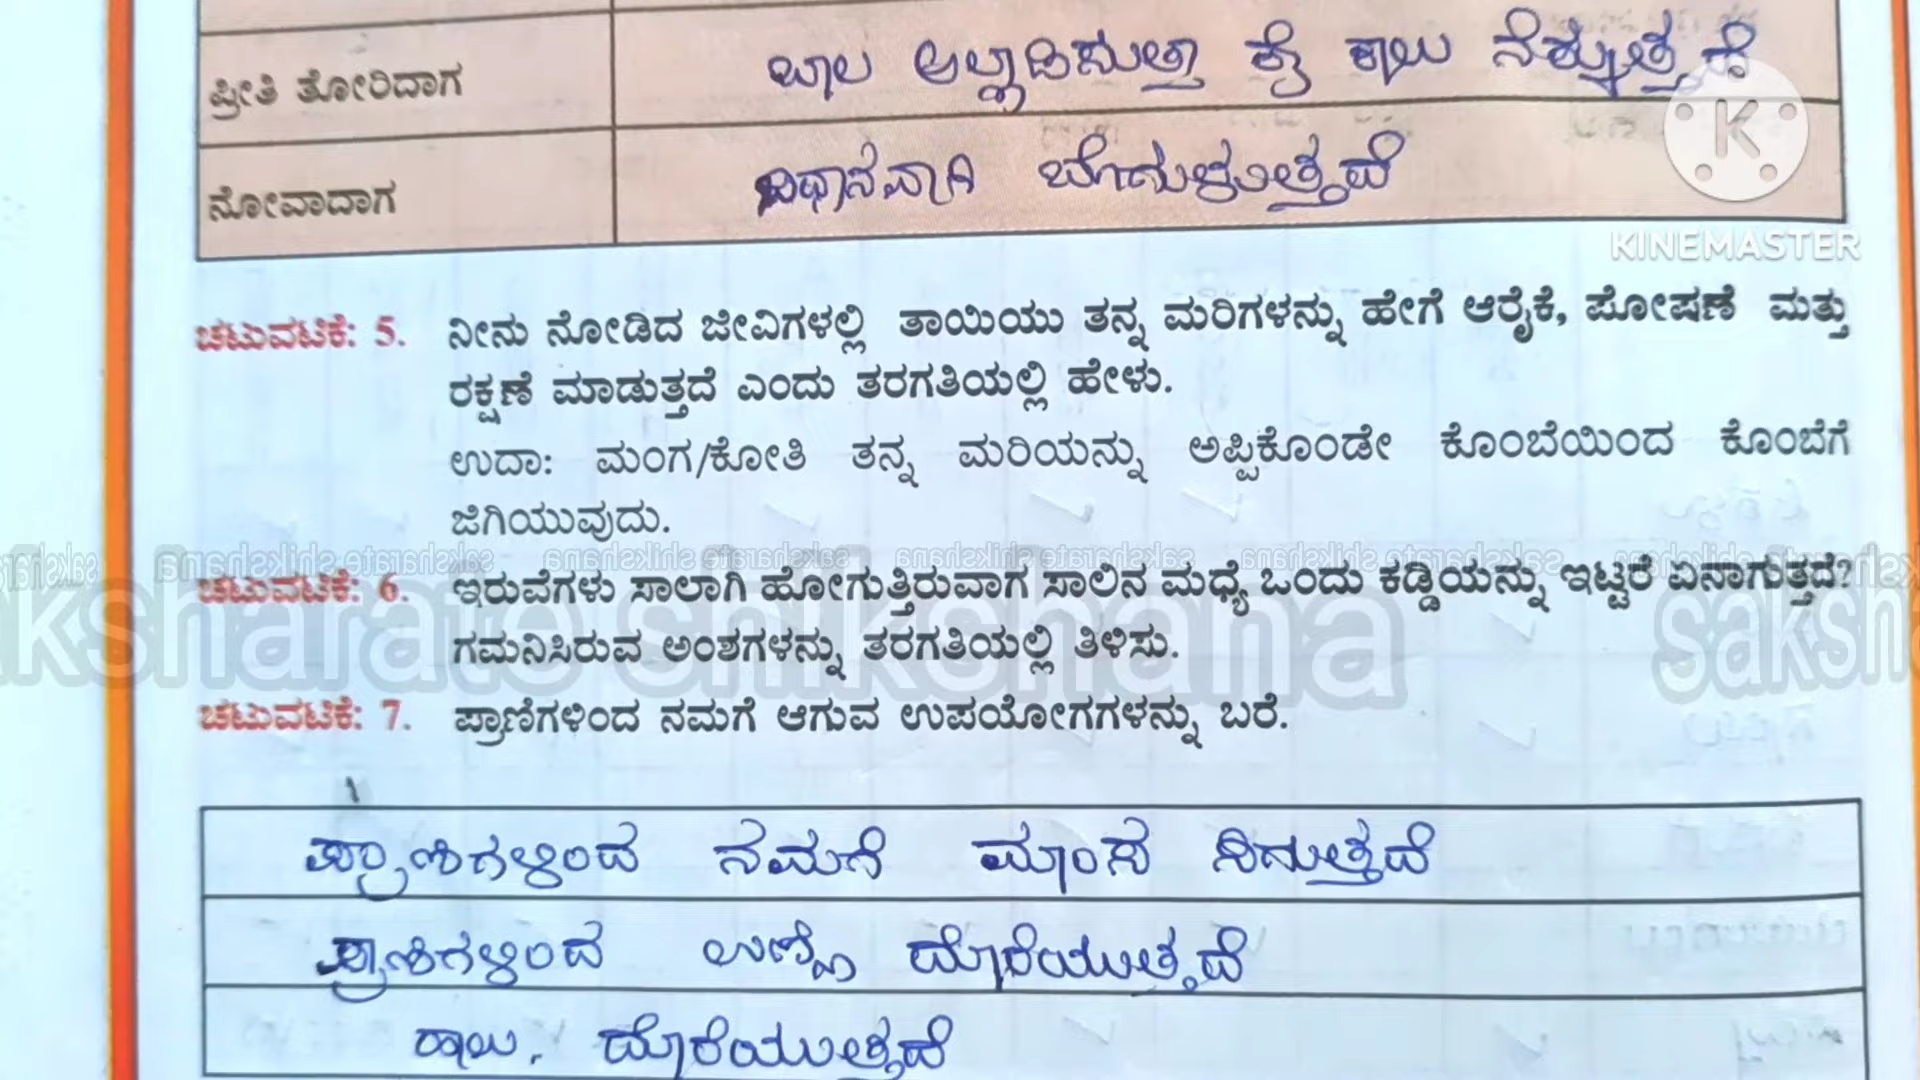 ಪ್ರೀತಿ ತೋರಿದಾಗ ಬಾಲ ಅಲ್ಲಾಡಿಸುತ್ತಾ ಕೈ ಕಾಲು ನೆಕ್ಕುತ್ತದೆ
ನೋವಾದಾಗ ನಿಧಾನವಾಗಿ ಬೊಗುಳುತ್ತದೆ
KINEMASTER
ಚಟುವಟಿಕೆ: 5. ನೀನು ನೋಡಿದ ಜೀವಿಗಳಲ್ಲಿ ತಾಯಿಯು ತನ್ನ ಮರಿಗಳನ್ನು ಹೇಗೆ ಆರೈಕೆ, ಪೋಷಣೆ ಮತ್ತು
ರಕ್ಷಣೆ ಮಾಡುತ್ತದೆ ಎಂದು ತರಗತಿಯಲ್ಲಿ ಹೇಳು.
ಉದಾ: ಮಂಗ/ಕೋತಿ ತನ್ನ ಮರಿಯನ್ನು ಅಪ್ಪಿಕೊಂಡೇ ಕೊಂಬೆಯಿಂದ ಕೊಂಬೆಗೆ
ಜಿಗಿಯುವುದು.
ಚಟುವಟಿಕೆ: 6. ಇರುವೆಗಳು ಸಾಲಾಗಿ ಹೋಗುತ್ತಿರುವಾಗ ಸಾಲಿನ ಮಧ್ಯೆ ಒಂದು ಕಡ್ಡಿಯನ್ನು ಇಟ್ಟರೆ ಏನಾಗುತ್ತದೆ?
ಗಮನಿಸಿರುವ ಅಂಶಗಳನ್ನು ತರಗತಿಯಲ್ಲಿ ತಿಳಿಸು.
ಚಟುವಟಿಕೆ: 7. ಪ್ರಾಣಿಗಳಿಂದ ನಮಗೆ ಆಗುವ ಉಪಯೋಗಗಳನ್ನು ಬರೆ.
ಪ್ರಾಣಿಗಳಿಂದ ನಮಗೆ ಮಾಂಸ ಸಿಗುತ್ತದೆ
ಪ್ರಾಣಿಗಳಿಂದ ಉಣ್ಣೆ ದೊರೆಯುತ್ತದೆ
ಹಾಲು. ದೊರೆಯುತ್ತದೆ